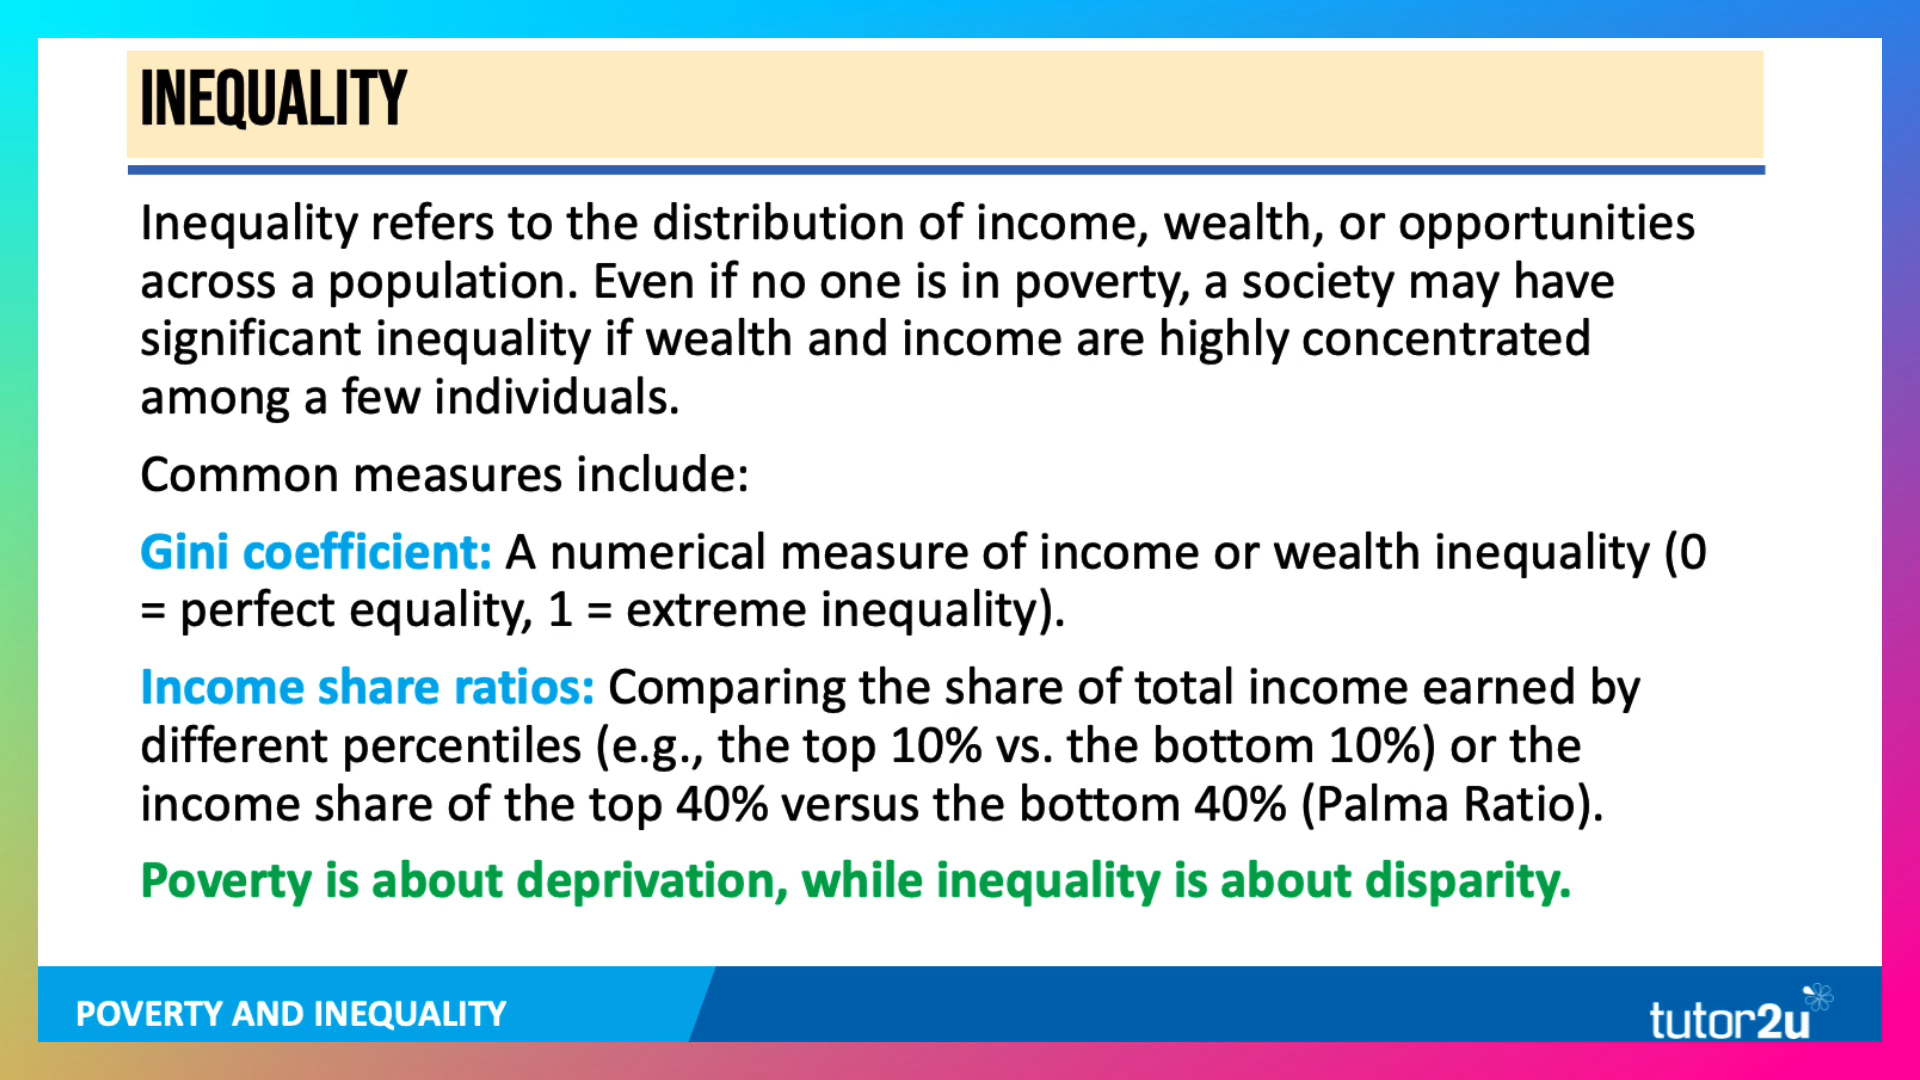 INEQUALITY
Inequality refers to the distribution of income, wealth, or opportunities
across a population. Even if no one is in poverty, a society may have
significant inequality if wealth and income are highly concentrated
among a few individuals.
Common measures include:
Gini coefficient: A numerical measure of income or wealth inequality (0
= perfect equality, 1 = extreme inequality).
Income share ratios: Comparing the share of total income earned by
different percentiles (e.g., the top 10% vs. the bottom 10%) or the
income share of the top 40% versus the bottom 40% (Palma Ratio).
Poverty is about deprivation, while inequality is about disparity.
POVERTY AND INEQUALITY
tutor2u